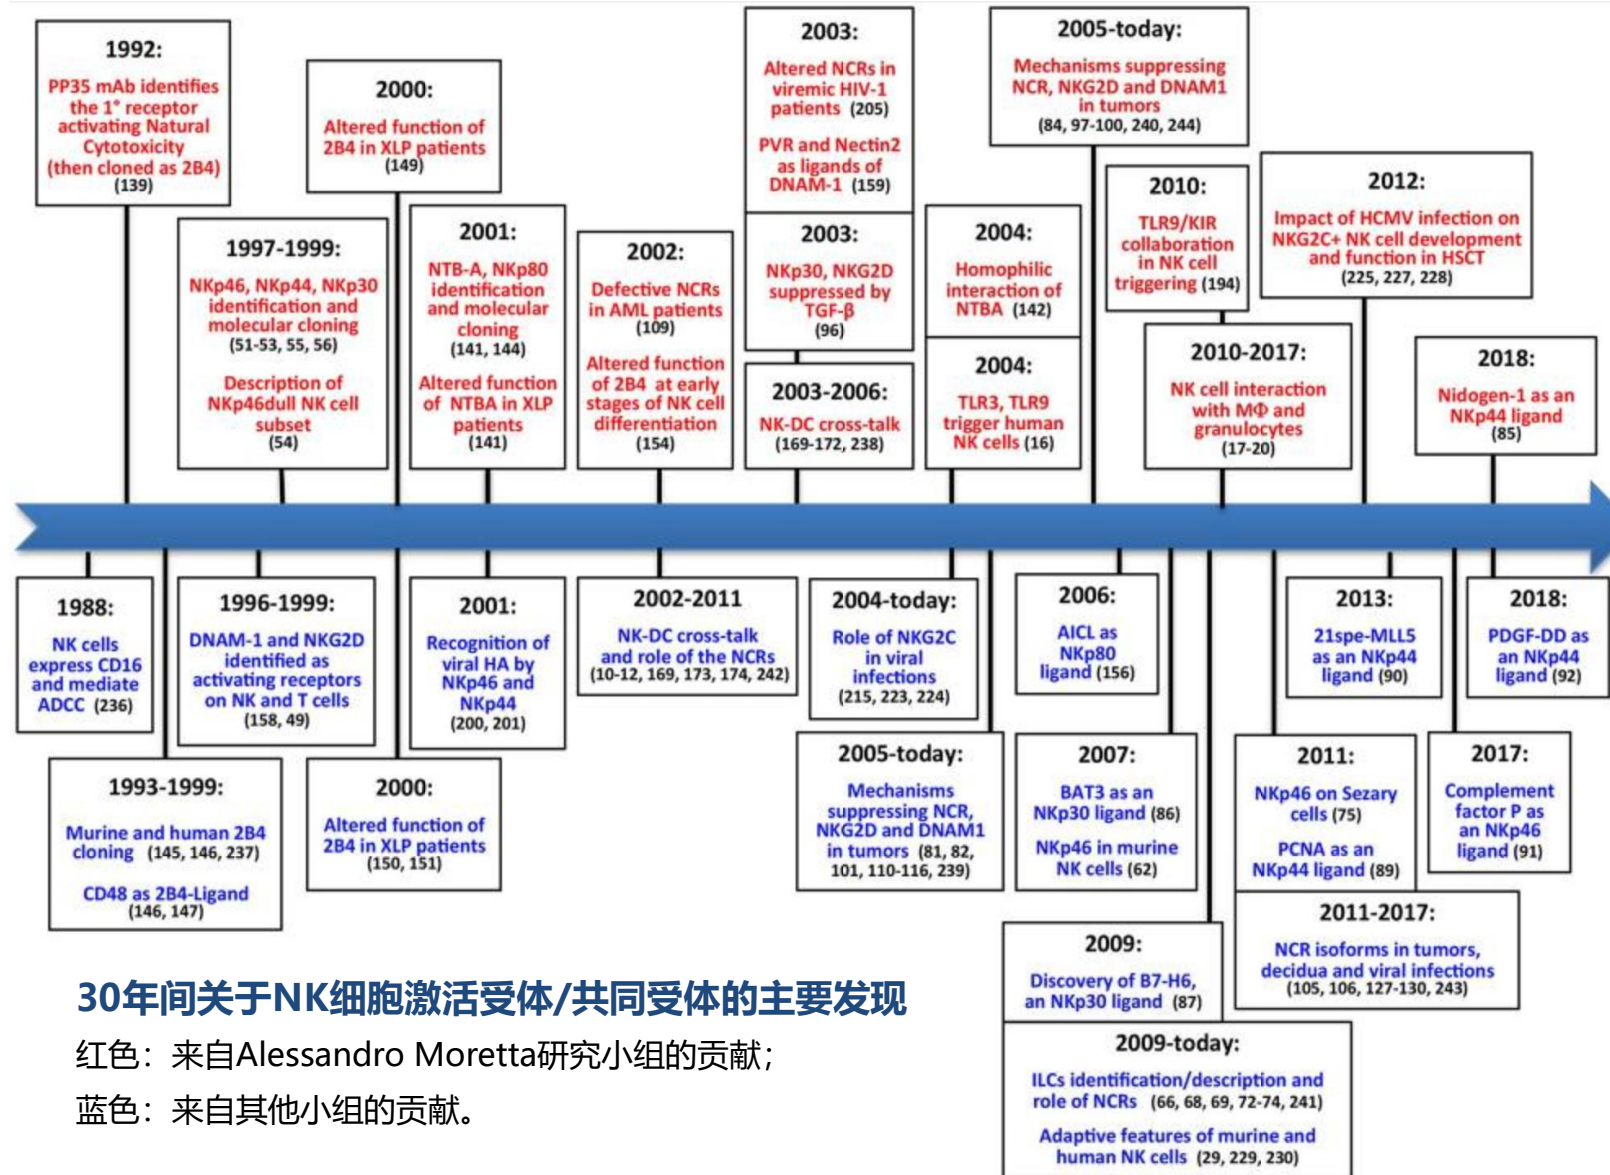 1992:
PP35 mAb identifies
the 1° receptor
activating Natural
Cytotoxicity
(then cloned as 2B4)
(139)
1997-1999:
NKp46, NKp44, NKp30
identification and
molecular cloning
(51-53, 55, 56)
Description of
NKp46dull NK cell
subset
(54)
2000:
Altered function of
2B4 in XLP patients
(149)
2001:
NTB-A, NKp80
identification
and molecular
cloning
(141, 144)
Altered function
of NTBA in XLP
patients
(141)
2002:
Defective NCRs
in AML patients
(109)
Altered function
of 2B4 at early
stages of NK cell
differentiation
(154)
2003:
Altered NCRs in
viremic HIV-1
patients (205)
PVR and Nectin2
as ligands of
DNAM-1 (159)
2003:
NKp30, NKG2D
suppressed by
TGF-β
(96)
2003-2006:
NK-DC cross-talk
(169-172, 238)
2004:
Homophilic
interaction of
NTBA (142)
2004:
TLR3, TLR9
trigger human
NK cells (16)
2005-today:
Mechanisms suppressing
NCR, NKG2D and DNAM1
in tumors
(84, 97-100, 240, 244)
2010:
TLR9/KIR
collaboration
in NK cell
triggering (194)
2010-2017:
NK cell interaction
with MΦ and
granulocytes
(17-20)
2012:
Impact of HCMV infection on
NKG2C+ NK cell development
and function in HSCT
(225, 227, 228)
2018:
Nidogen-1 as an
NKp44 ligand
(85)
1988:
NK cells
express CD16
and mediate
ADCC (236)
1993-1999:
Murine and human 2B4
cloning (145, 146, 237)
CD48 as 2B4-Ligand
(146, 147)
1996-1999:
DNAM-1 and NKG2D
identified as
activating receptors
on NK and T cells
(158, 49)
2000:
Altered function of
2B4 in XLP patients
(150, 151)
2001:
Recognition of
viral HA by
NKp46 and
NKp44
(200, 201)
2002-2011
NK-DC cross-talk
and role of the NCRs
(10-12, 169, 173, 174, 242)
2004-today:
Role of NKG2C
in viral
infections
(215, 223, 224)
2005-today:
Mechanisms
suppressing NCR,
NKG2D and DNAM1
in tumors (81, 82,
101, 110-116, 239)
2006:
AICL as
NKp80
ligand (156)
2007:
BAT3 as an
NKp30 ligand (86)
NKp46 in murine
NK cells (62)
2009:
Discovery of B7-H6,
an NKp30 ligand (87)
2009-today:
ILCs identification/description and
role of NCRs (66, 68, 69, 72-74, 241)
Adaptive features of murine and
human NK cells (29, 229, 230)
2011:
NKp46 on Sezary
cells (75)
PCNA as an
NKp44 ligand (89)
2011-2017:
NCR isoforms in tumors,
decidua and viral infections
(105, 106, 127-130, 243)
2013:
21spe-MLL5
as an NKp44
ligand (90)
2017:
Complement
factor P as
an NKp46
ligand (91)
2018:
PDGF-DD as
an NKp44
ligand (92)
30年间关于NK细胞激活受体/共同受体的主要发现
红色：来自Alessandro Moretta研究小组的贡献；
蓝色：来自其他小组的贡献。